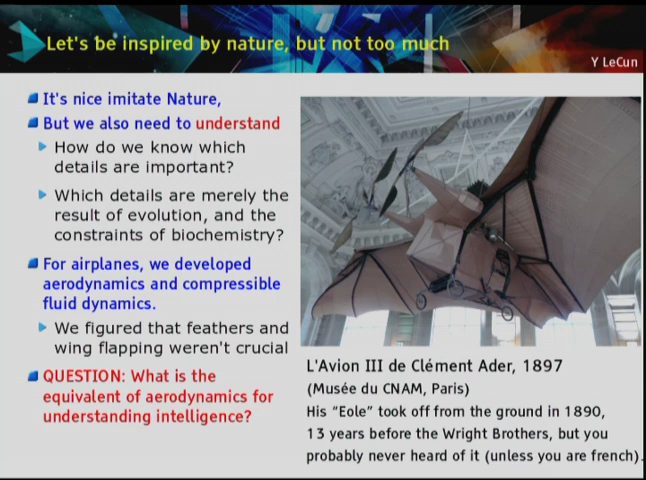 Let's be inspired by nature, but not too much
Y LeCun
It's nice imitate Nature,
But we also need to understand
How do we know which
details are important?
Which details are merely the
result of evolution, and the
constraints of biochemistry?
For airplanes, we developed
aerodynamics and compressible
fluid dynamics.
We figured that feathers and
wing flapping weren't crucial
QUESTION: What is the
equivalent of aerodynamics for
understanding intelligence?
L'Avion III de Clément Ader, 1897
(Musée du CNAM, Paris)
His "Eole" took off from the ground in 1890,
13 years before the Wright Brothers, but you
probably never heard of it (unless you are french).